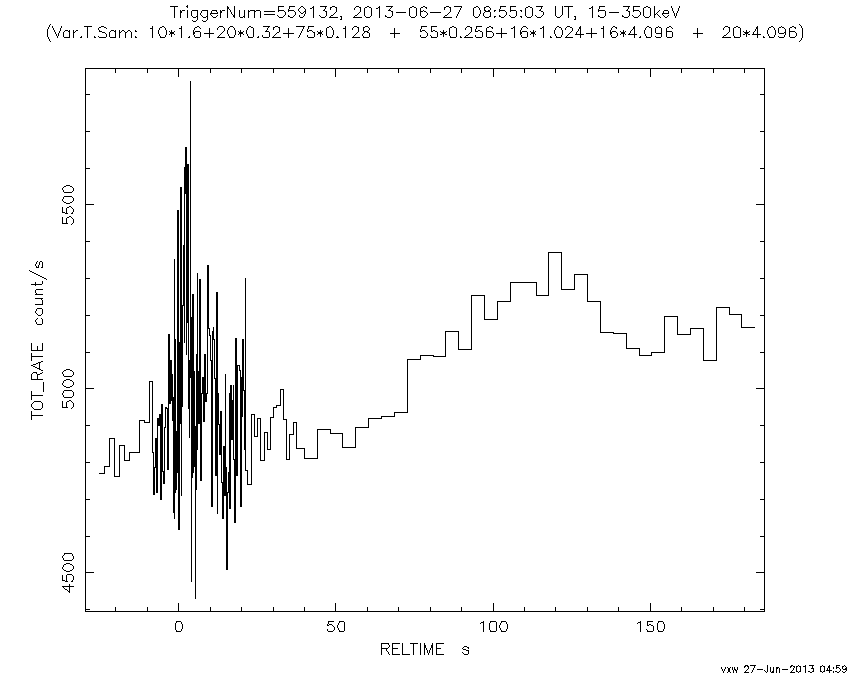 TriggerNum=559132, 2013-06-27 08:55:03 UT, 15-350keV
(Var.T.Sam: 10*1.6+20*0.32+75*0.128 + 55*0.256+16*1.024+16*4.096 + 20*4.096)
TOT_RATE count/s
5500
5000
4500
0 50 100 150
RELTIME s
vxw 27-Jun-2013 04:59